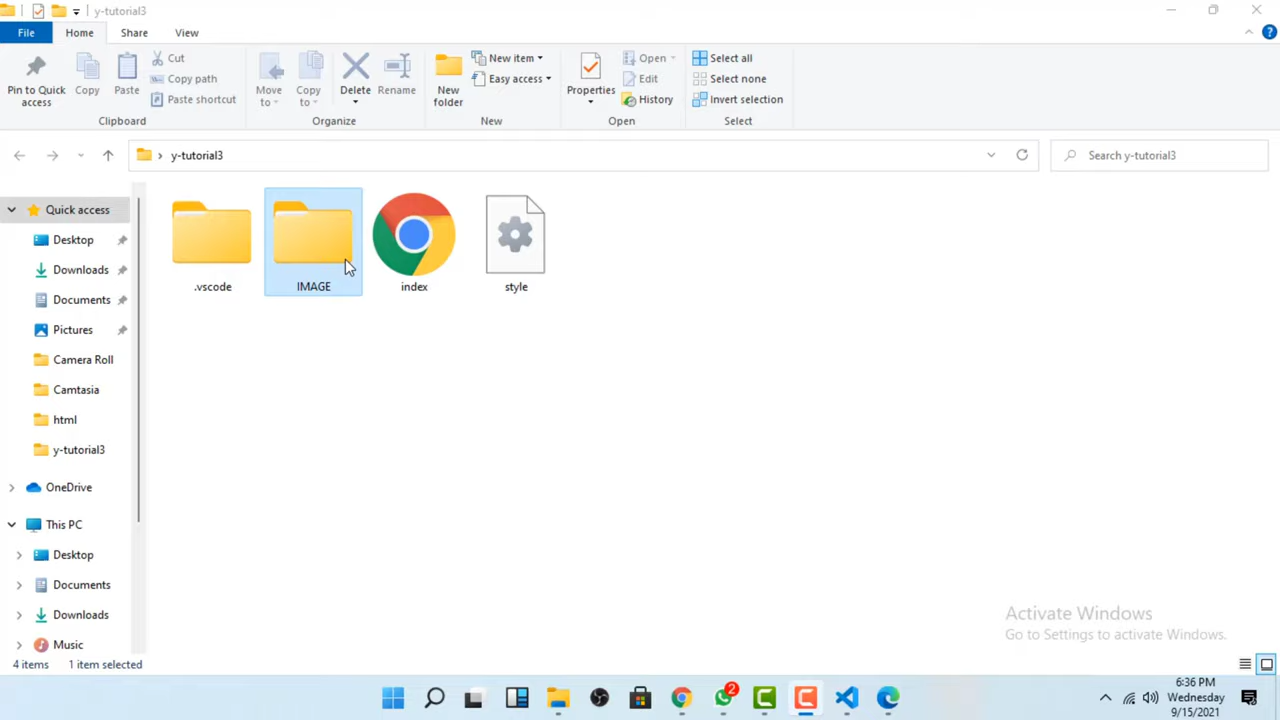 y-tutorial3
File
Home
Share
View
Pin to Quick
access
Copy
Paste
Cut
Copy path
Paste shortcut
Clipboard
Move
to
Copy
to
Delete
Rename
Organize
New
folder
New item
Easy access
New
Properties
Open
Edit
History
Open
Select all
Select none
Invert selection
Select
y-tutorial3
Search y-tutorial3
Quick access
Desktop
Downloads
Documents
Pictures
Camera Roll
Camtasia
html
y-tutorial3
OneDrive
This PC
Desktop
Documents
Downloads
Music
.vscode
IMAGE
index
style
Activate Windows
Go to Settings to activate Windows.
4 items
1 item selected
2
6:36 PM
Wednesday
9/15/2021